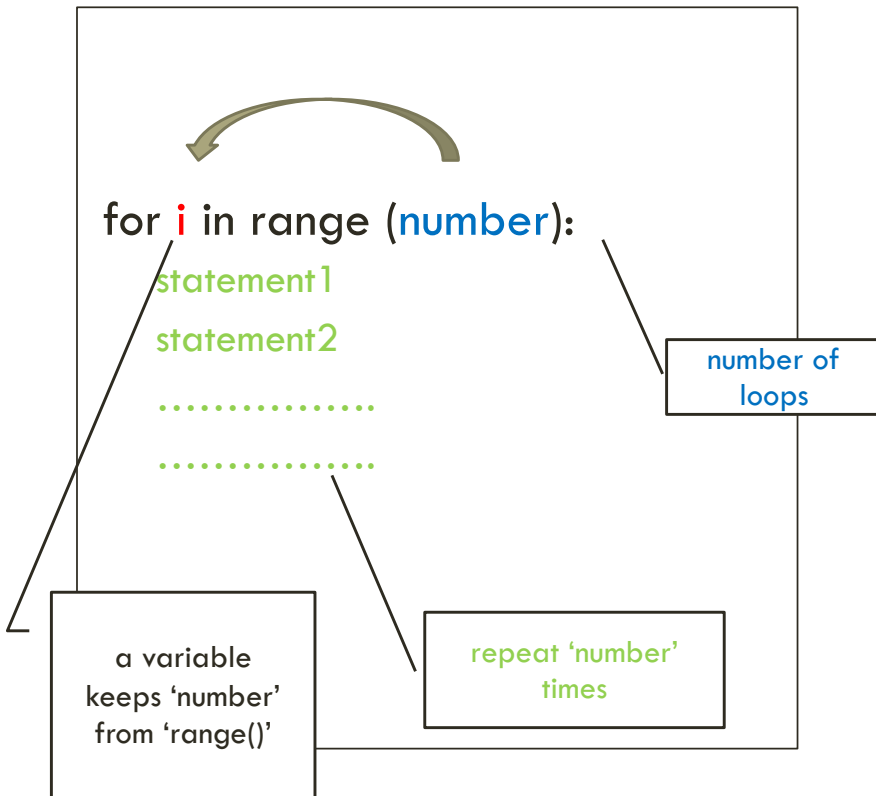 for i in range (number):
statement1
statement2
................
................
number of
loops
a variable
keeps ‘number’
from ‘range()’
repeat ‘number’
times